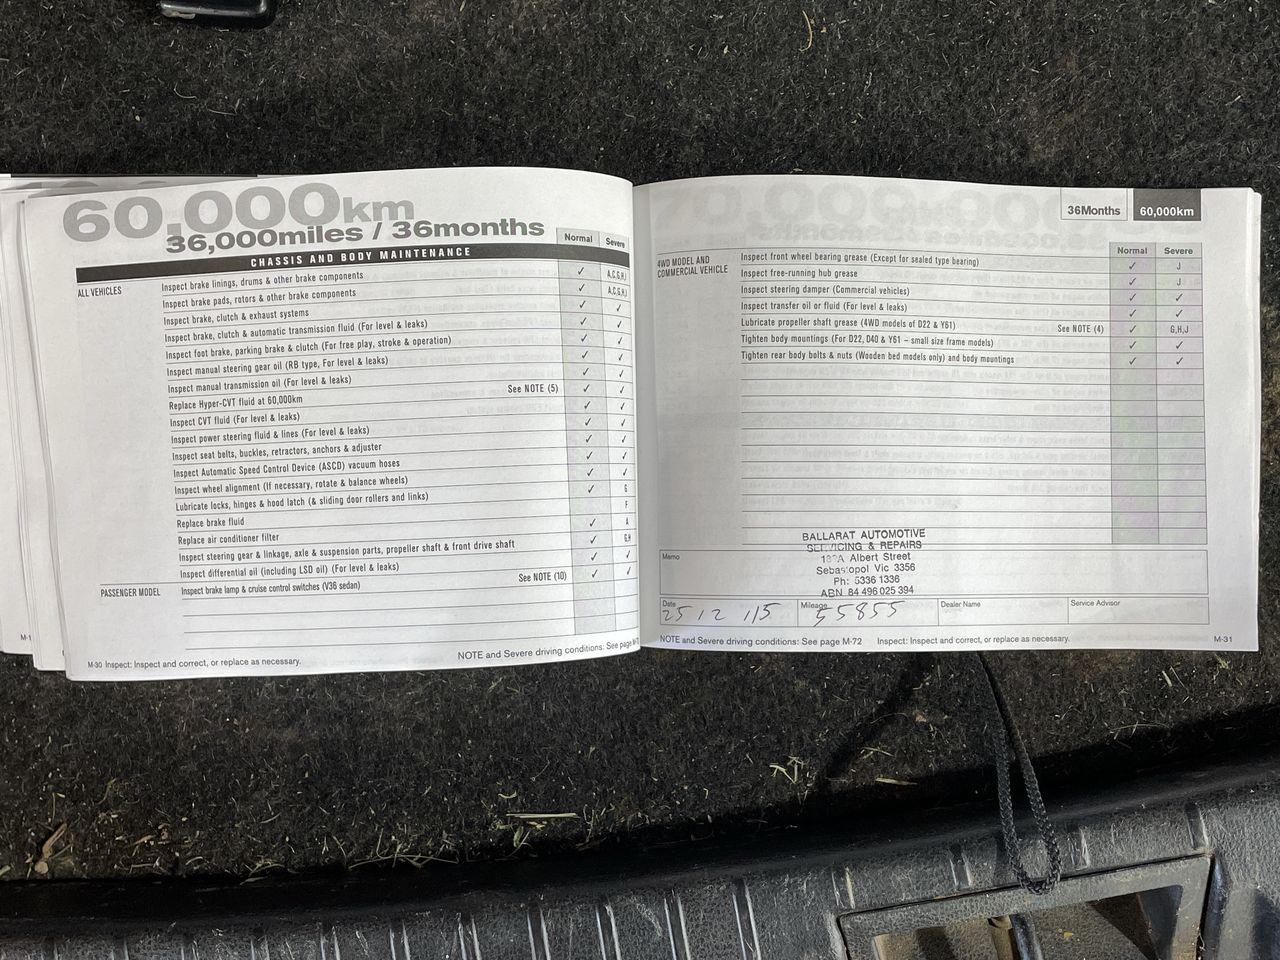 60,000km
36,000miles / 36months
Normal Severe
CHASSIS AND BODY MAINTENANCE
ALL VEHICLES
Inspect brake linings, drums & other brake components ✓ A,C,G,H,I
Inspect brake pads, rotors & other brake components ✓ A,C,G,H,I
Inspect brake, clutch & exhaust systems ✓ ✓
Inspect brake, clutch & automatic transmission fluid (For level & leaks) ✓ ✓
Inspect foot brake, parking brake & clutch (For free play, stroke & operation) ✓ ✓
Inspect manual steering gear oil (RB type, For level & leaks) ✓ ✓
Inspect manual transmission oil (For level & leaks) ✓ ✓
Replace Hyper-CVT fluid at 60,000km See NOTE (5) ✓ ✓
Inspect CVT fluid (For level & leaks) ✓ ✓
Inspect power steering fluid & lines (For level & leaks) ✓ ✓
Inspect seat belts, buckles, retractors, anchors & adjuster ✓ ✓
Inspect Automatic Speed Control Device (ASCD) vacuum hoses ✓ ✓
Inspect wheel alignment (If necessary, rotate & balance wheels) ✓ G
Lubricate locks, hinges & hood latch (& sliding door rollers and links) F
Replace brake fluid ✓ A
Replace air conditioner filter ✓ G,H
Inspect steering gear & linkage, axle & suspension parts, propeller shaft & front drive shaft ✓ ✓
Inspect differential oil (including LSD oil) (For level & leaks) ✓ ✓
PASSENGER MODEL Inspect brake lamp & cruise control switches (V36 sedan) See NOTE (10)
M-30 Inspect: Inspect and correct, or replace as necessary.
NOTE and Severe driving conditions: See page M-72
36Months 60,000km
Normal Severe
4WD MODEL AND
COMMERCIAL VEHICLE
Inspect front wheel bearing grease (Except for sealed type bearing) ✓ J
Inspect free-running hub grease ✓ J
Inspect steering damper (Commercial vehicles) ✓ ✓
Inspect transfer oil or fluid (For level & leaks) ✓ ✓
Lubricate propeller shaft grease (4WD models of D22 & Y61) See NOTE (4) ✓ G,H,J
Tighten body mountings (For D22, D40 & Y61 – small size frame models) ✓ ✓
Tighten rear body bolts & nuts (Wooden bed models only) and body mountings ✓ ✓
BALLARAT AUTOMOTIVE
SERVICING & REPAIRS
Albert Street
Sebastopol Vic 3356
Ph: 5336 1336
ABN 84 496 025 394
Memo
Date 25 12 115 Mileage 55855 Dealer Name Service Advisor
NOTE and Severe driving conditions: See page M-72 Inspect: Inspect and correct, or replace as necessary.
M-31